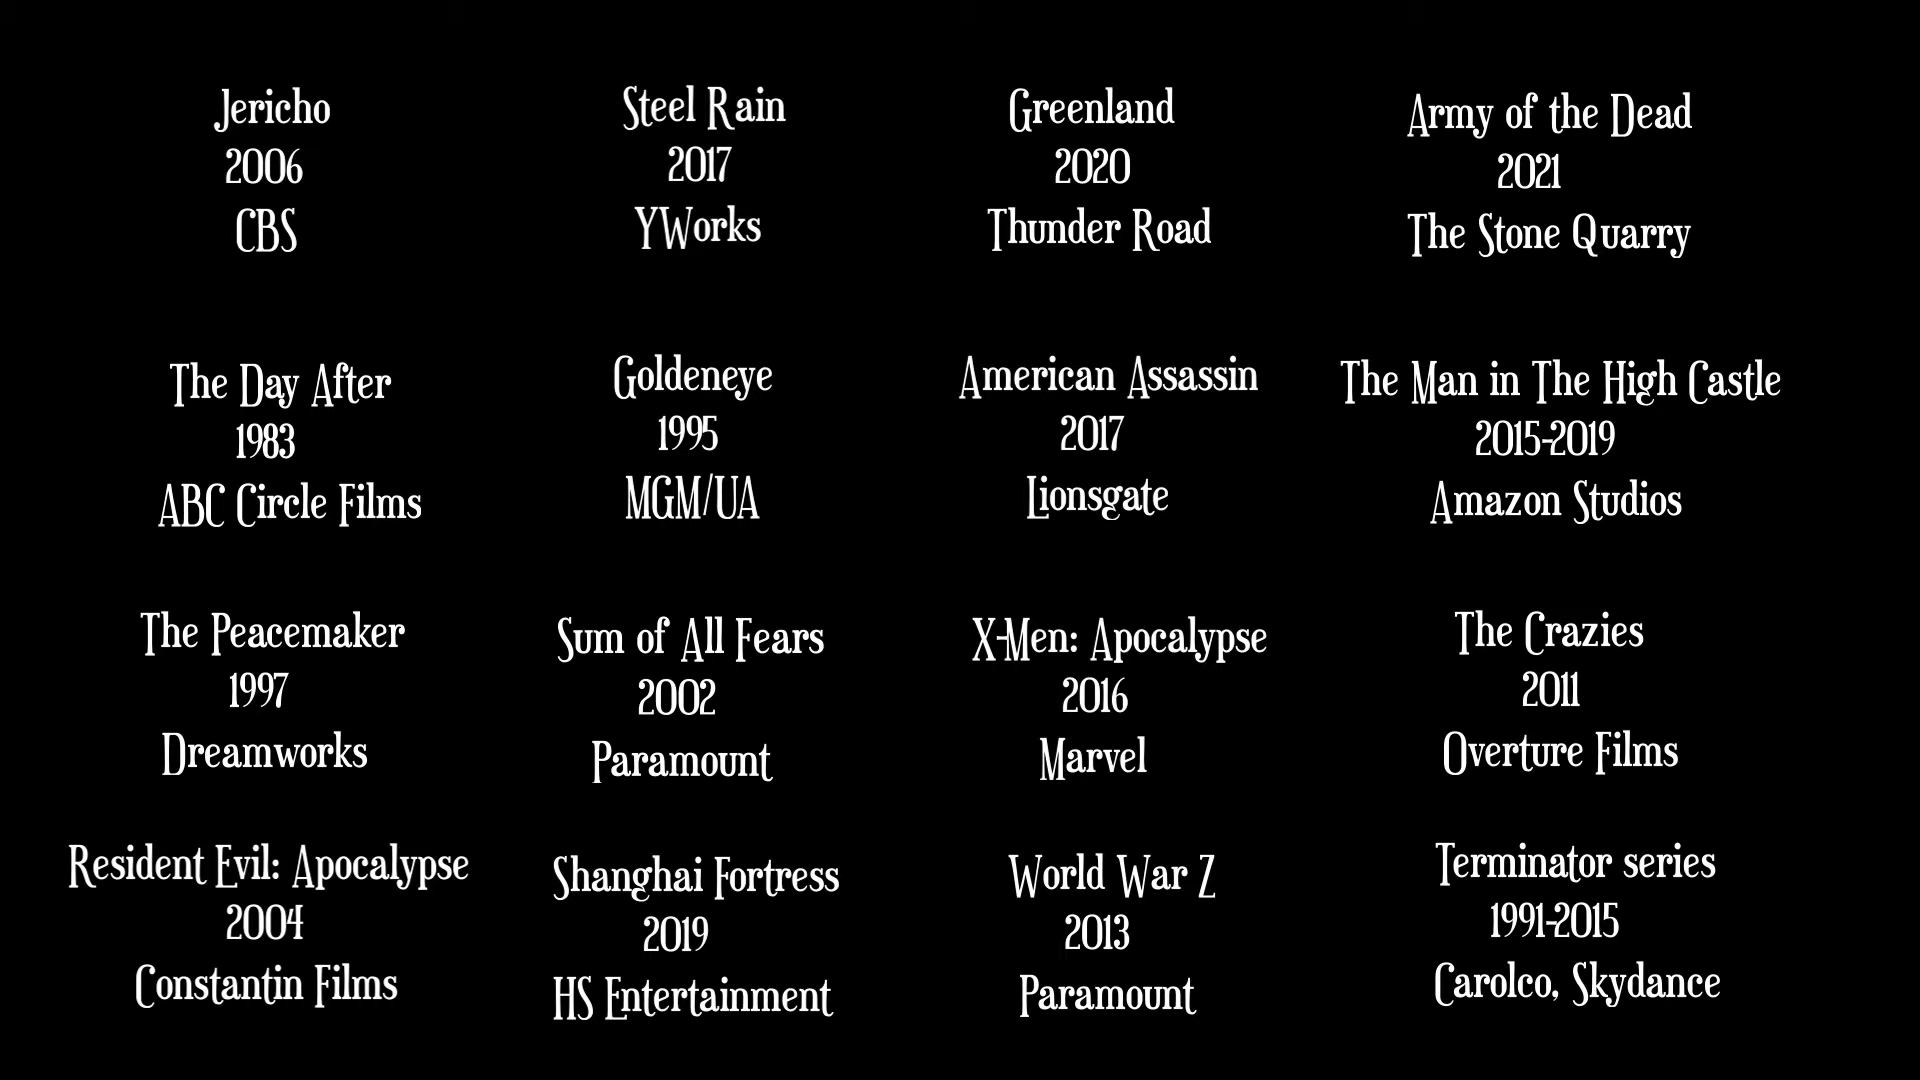 Jericho
2006
CBS
Steel Rain
2017
YWorks
Greenland
2020
Thunder Road
Army of the Dead
2021
The Stone Quarry
The Day After
1983
ABC Circle Films
Goldeneye
1995
MGM/UA
American Assassin
2017
Lionsgate
The Man in The High Castle
2015-2019
Amazon Studios
The Peacemaker
1997
Dreamworks
Sum of All Fears
2002
Paramount
X-Men: Apocalypse
2016
Marvel
The Crazies
2011
Overture Films
Resident Evil: Apocalypse
2004
Constantin Films
Shanghai Fortress
2019
HS Entertainment
World War Z
2013
Paramount
Terminator series
1991-2015
Carolco, Skydance